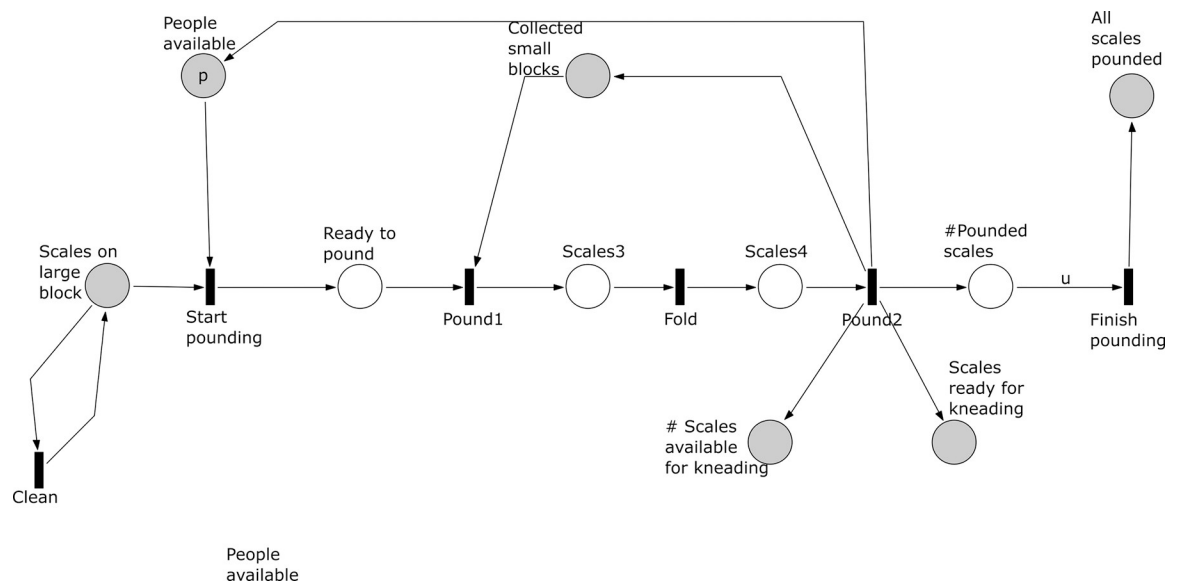 People
available
p
Collected
small
blocks
All
scales
pounded
Scales on
large
block
Start
pounding
Ready to
pound
Pound1
Scales3
Fold
Scales4
Pound2
#Pounded
scales
u
Finish
pounding
# Scales
available
for kneading
Scales
ready for
kneading
Clean
People
available